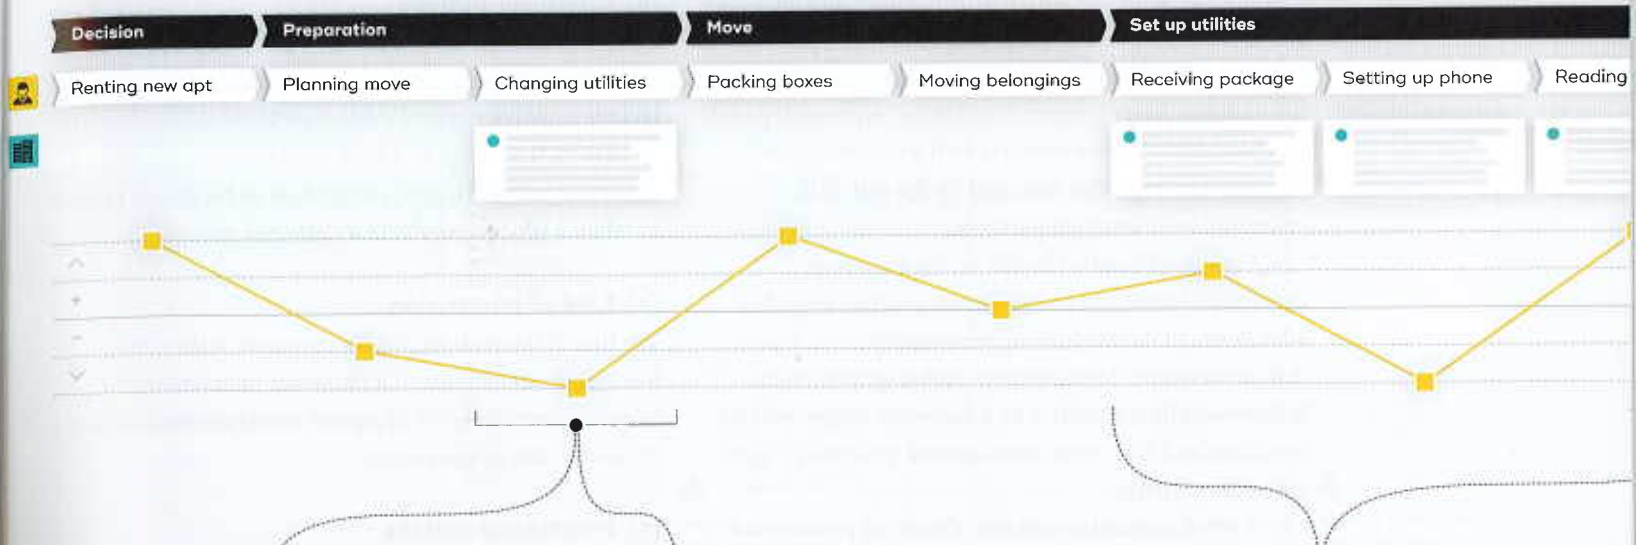 Decision
Preparation
Move
Set up utilities
Renting new apt
Planning move
Changing utilities
Packing boxes
Moving belongings
Receiving package
Setting up phone
Reading